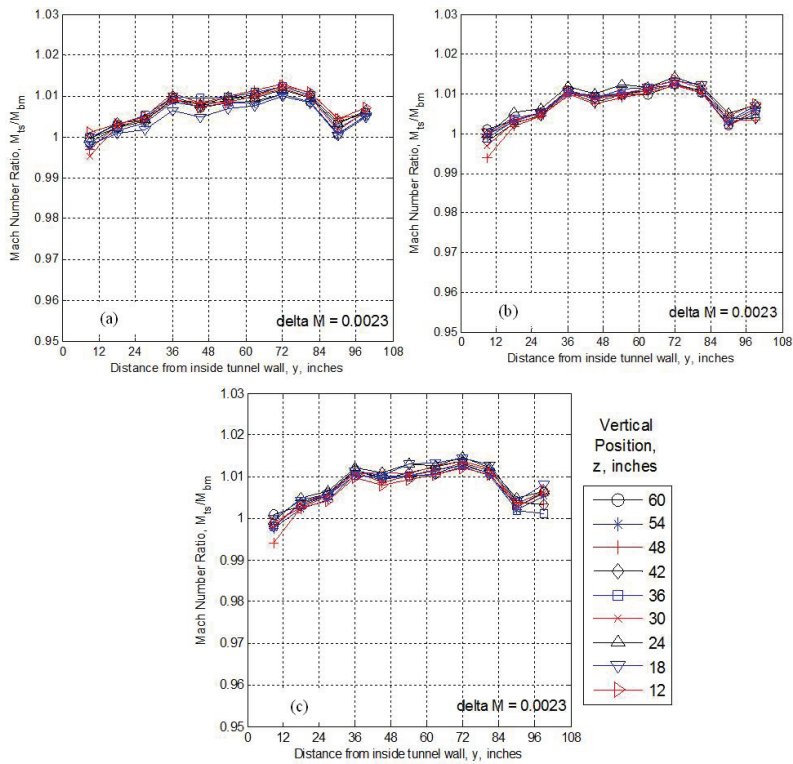 1.03
1.02
1.01
1
0.99
0.98
0.97
0.96
0.95
Mach Number Ratio, Mts/Mbm
(a)
delta M = 0.0023
0 12 24 36 48 60 72 84 96 108
Distance from inside tunnel wall, y, inches
1.03
1.02
1.01
1
0.99
0.98
0.97
0.96
0.95
Mach Number Ratio, Mts/Mbm
(b)
delta M = 0.0023
0 12 24 36 48 60 72 84 96 108
Distance from inside tunnel wall, y, inches
1.03
1.02
1.01
1
0.99
0.98
0.97
0.96
0.95
Mach Number Ratio, Mts/Mbm
(c)
delta M = 0.0023
0 12 24 36 48 60 72 84 96 108
Distance from inside tunnel wall, y, inches
Vertical
Position,
z, inches
60
54
48
42
36
30
24
18
12